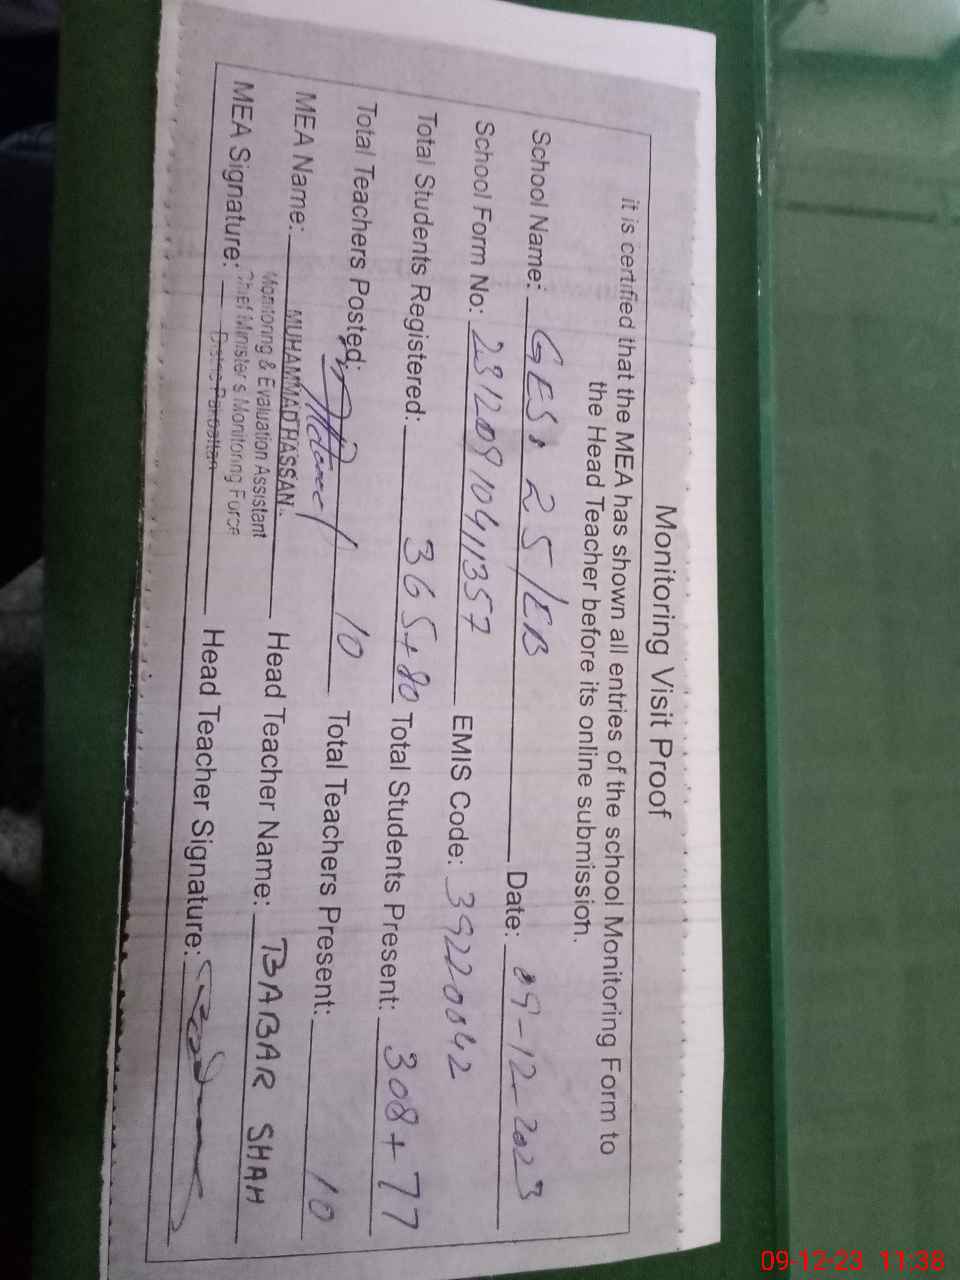 Monitoring Visit Proof
it is certified that the MEA has shown all entries of the school Monitoring Form to
the Head Teacher before its online submission.
School Name: GES, 25/EB Date: 09-12-2023
School Form No: EMIS Code: 39220042
Total Students Registered: 365+80 Total Students Present: 308+77
Total Teachers Posted: 10 Total Teachers Present: 10
MEA Name: MUHAMMAD HASSAN Head Teacher Name: BABAR SHAH
Monitoring & Evaluation Assistant
Chief Minister's Monitoring Force
MEA Signature: Head Teacher Signature:
09-12-23 11:38